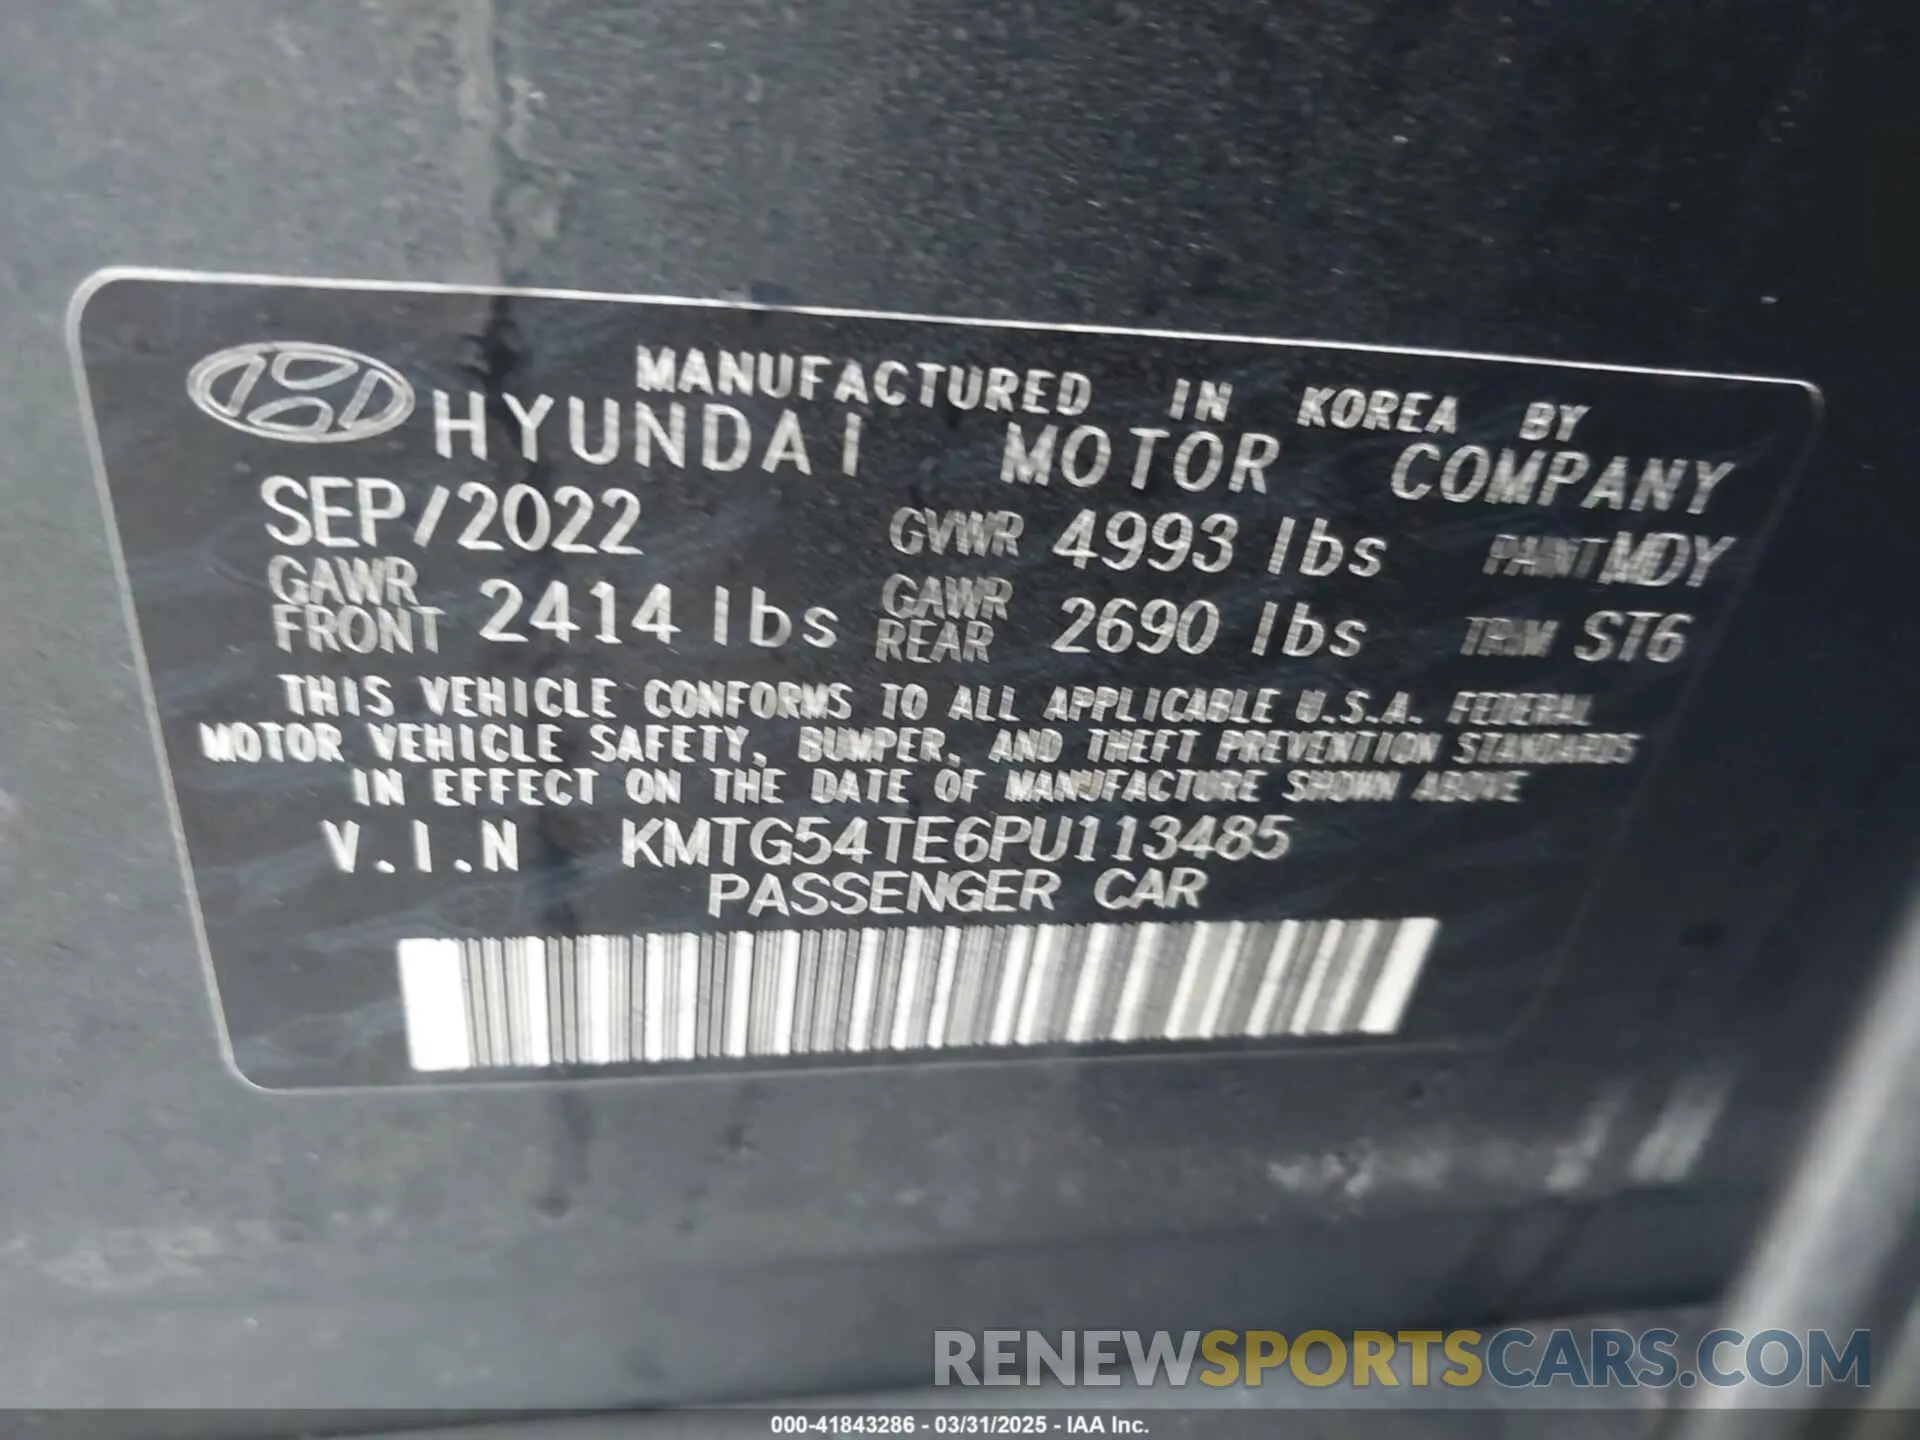 MANUFACTURED IN KOREA BY
HYUNDAI MOTOR COMPANY
SEP/2022 GVWR 4993 lbs PAINT MDY
GAWR FRONT 2414 lbs GAWR REAR 2690 lbs TRIM ST6
THIS VEHICLE CONFORMS TO ALL APPLICABLE U.S.A. FEDERAL
MOTOR VEHICLE SAFETY, BUMPER, AND THEFT PREVENTION STANDARDS
IN EFFECT ON THE DATE OF MANUFACTURE SHOWN ABOVE
V.I.N KMTG54TE6PU113485
PASSENGER CAR
RENEWSPORTSCARS.COM
000-41843286 - 03/31/2025 - IAA Inc.